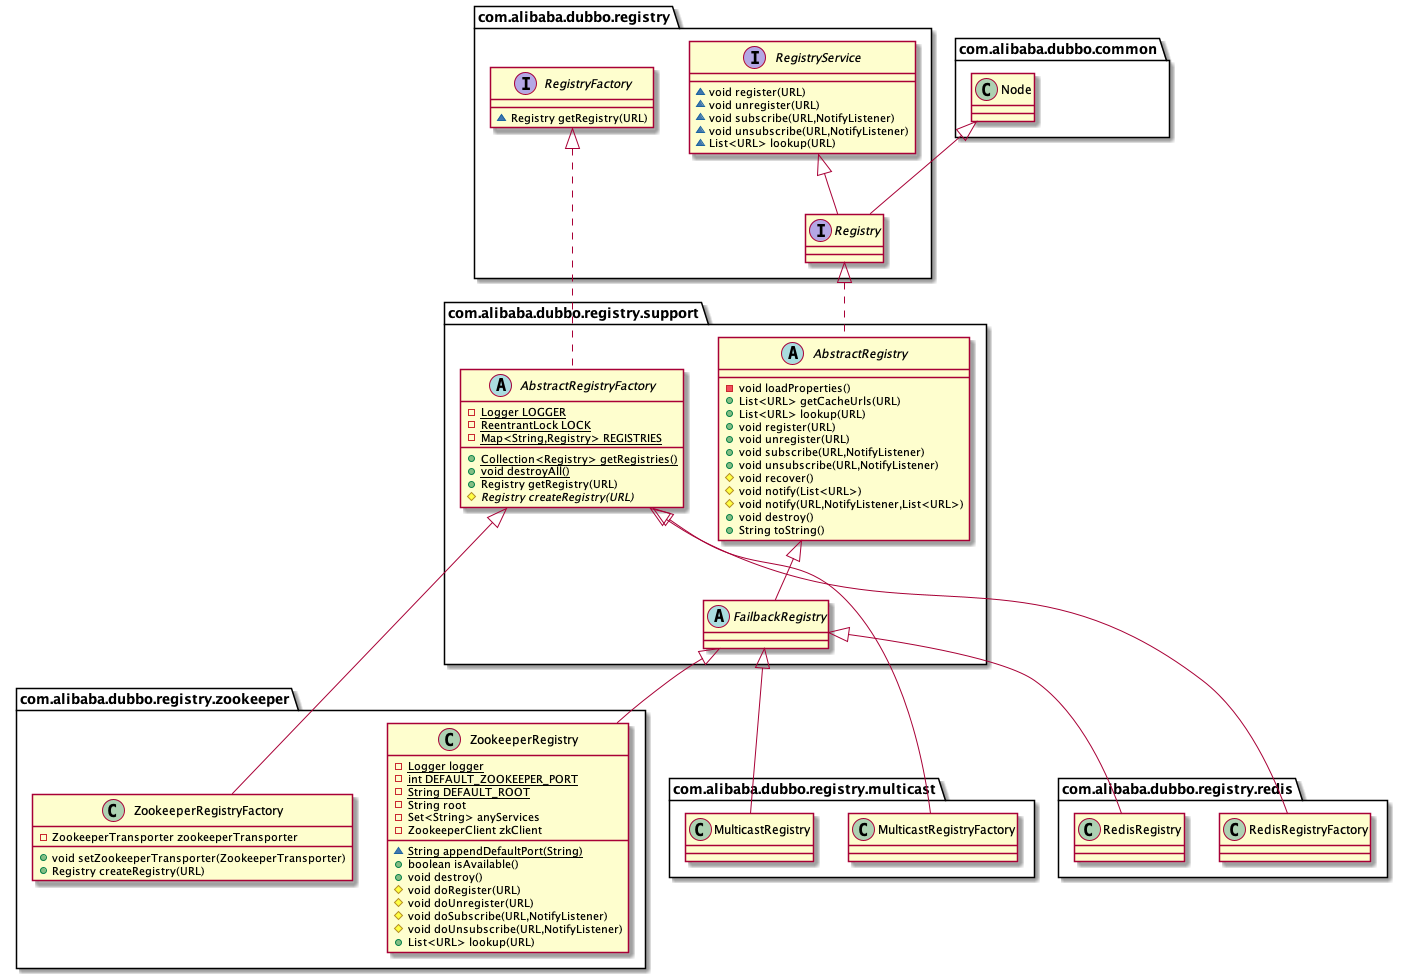 com.alibaba.dubbo.registry
I RegistryFactory
Registry getRegistry(URL)
I RegistryService
void register(URL)
void unregister(URL)
void subscribe(URL,NotifyListener)
void unsubscribe(URL,NotifyListener)
List<URL> lookup(URL)
I Registry
com.alibaba.dubbo.common
C Node
com.alibaba.dubbo.registry.support
A AbstractRegistryFactory
Logger LOGGER
ReentrantLock LOCK
Map<String,Registry> REGISTRIES
Collection<Registry> getRegistries()
void destroyAll()
Registry getRegistry(URL)
Registry createRegistry(URL)
A AbstractRegistry
void loadProperties()
List<URL> getCacheUrls(URL)
List<URL> lookup(URL)
void register(URL)
void unregister(URL)
void subscribe(URL,NotifyListener)
void unsubscribe(URL,NotifyListener)
void recover()
void notify(List<URL>)
void notify(URL,NotifyListener,List<URL>)
void destroy()
String toString()
A FailbackRegistry
com.alibaba.dubbo.registry.zookeeper
C ZookeeperRegistryFactory
ZookeeperTransporter zookeeperTransporter
void setZookeeperTransporter(ZookeeperTransporter)
Registry createRegistry(URL)
C ZookeeperRegistry
Logger logger
int DEFAULT_ZOOKEEPER_PORT
String DEFAULT_ROOT
String root
Set<String> anyServices
ZookeeperClient zkClient
String appendDefaultPort(String)
boolean isAvailable()
void destroy()
void doRegister(URL)
void doUnregister(URL)
void doSubscribe(URL,NotifyListener)
void doUnsubscribe(URL,NotifyListener)
List<URL> lookup(URL)
com.alibaba.dubbo.registry.multicast
C MulticastRegistry
C MulticastRegistryFactory
com.alibaba.dubbo.registry.redis
C RedisRegistry
C RedisRegistryFactory